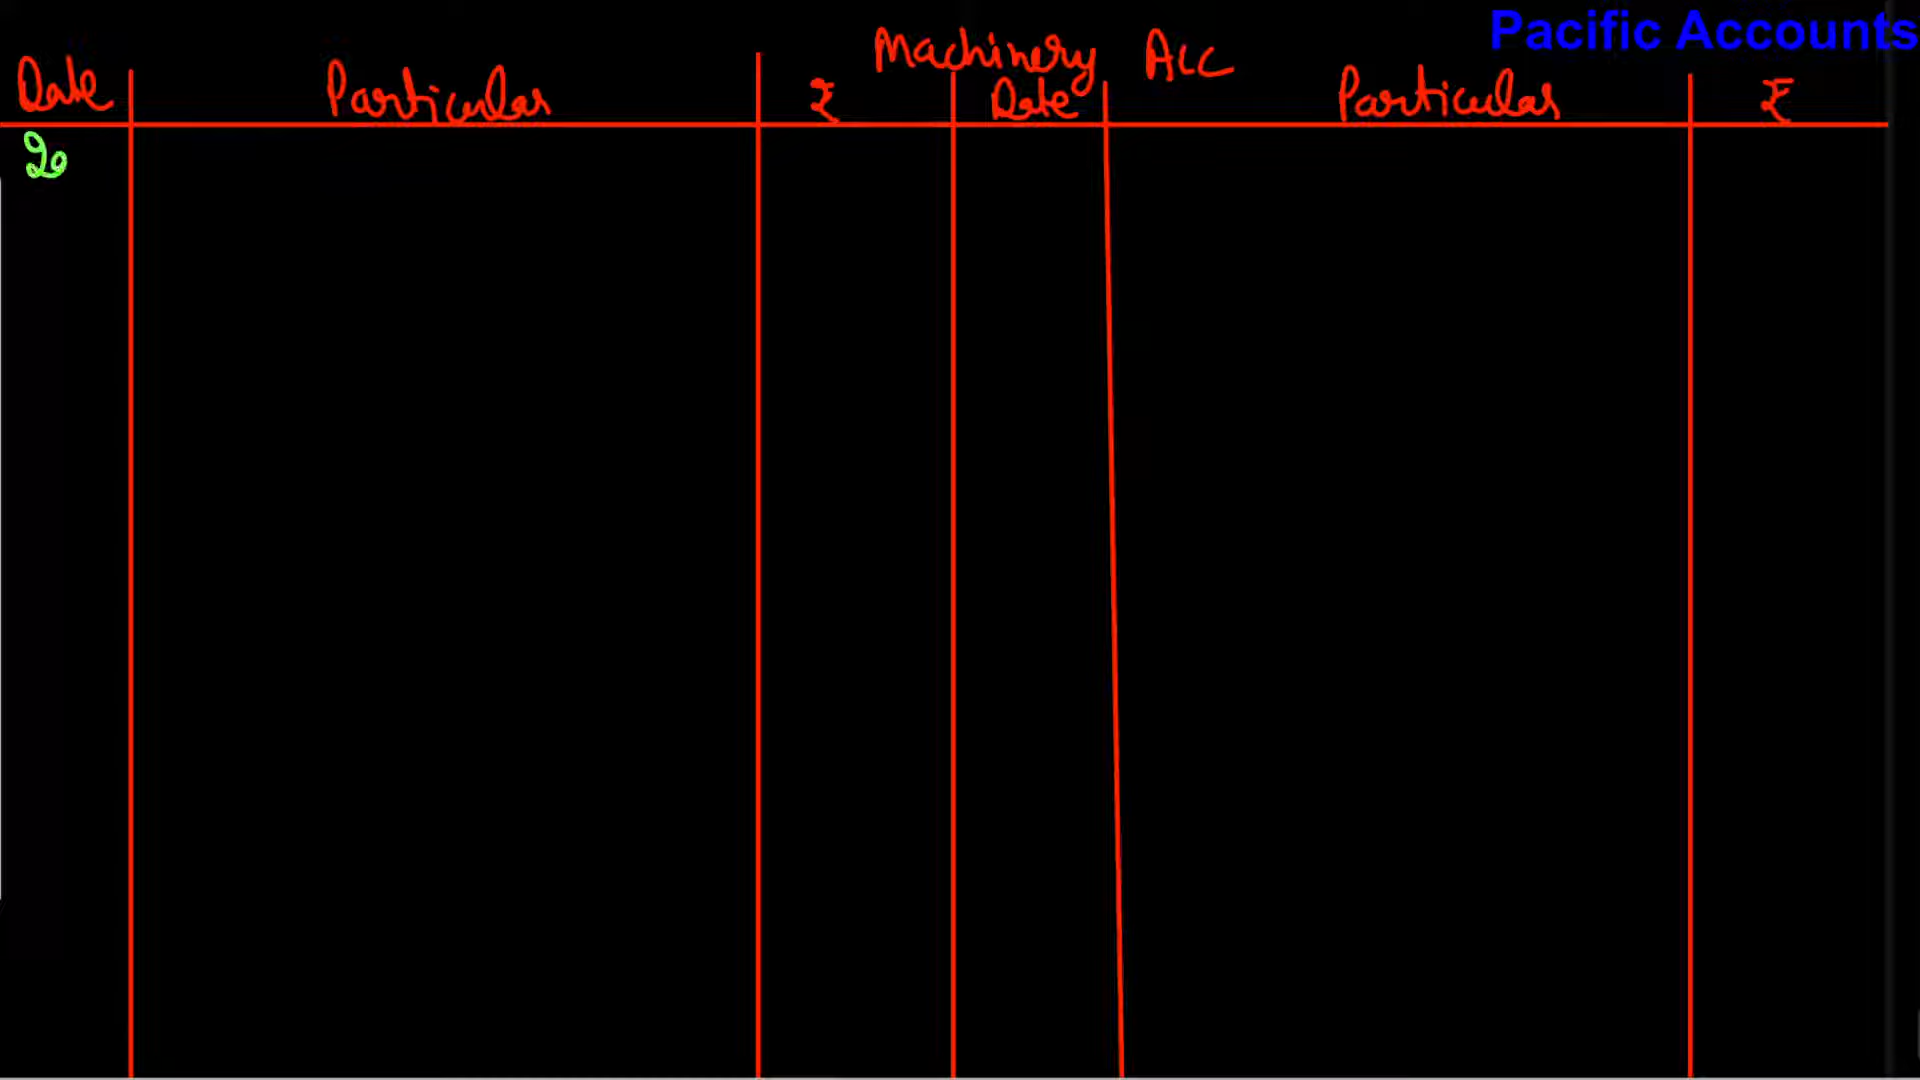 Pacific Accounts
Machinery A/C
Date Particular ₹ Date Particular ₹
20